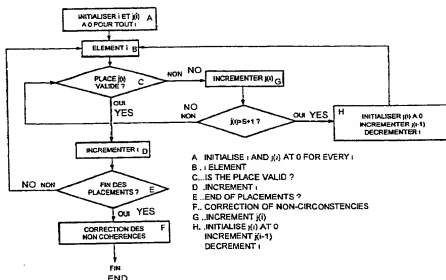 INITIALISER i ET j(i) A
A 0 POUR TOUT i
ELEMENT i B
PLACE j(i)
VALIDE ?
C
NON NO
INCREMENTER j(i)
G
OUI
YES
NO
NON
j(i)>S+1 ?
OUI YES
H
INITIALISER j(i) A 0
INCREMENTER j(i-1)
DECREMENTER i
INCREMENTER i D
NO NON
FIN DES
PLACEMENTS ?
E
OUI YES
CORRECTION DES
NON COHERENCES
F
FIN
END
A INITIALISE i AND j(i) AT 0 FOR EVERY i
B . i ELEMENT
C...IS THE PLACE VALID ?
D .INCREMENT i
E ..END OF PLACEMENTS ?
F.. CORRECTION OF NON-CIRCONSTENCIES
G ..INCREMENT j(i)
H. .INITIALISE j(i) AT 0
INCREMENT j(i-1)
DECREMENT i